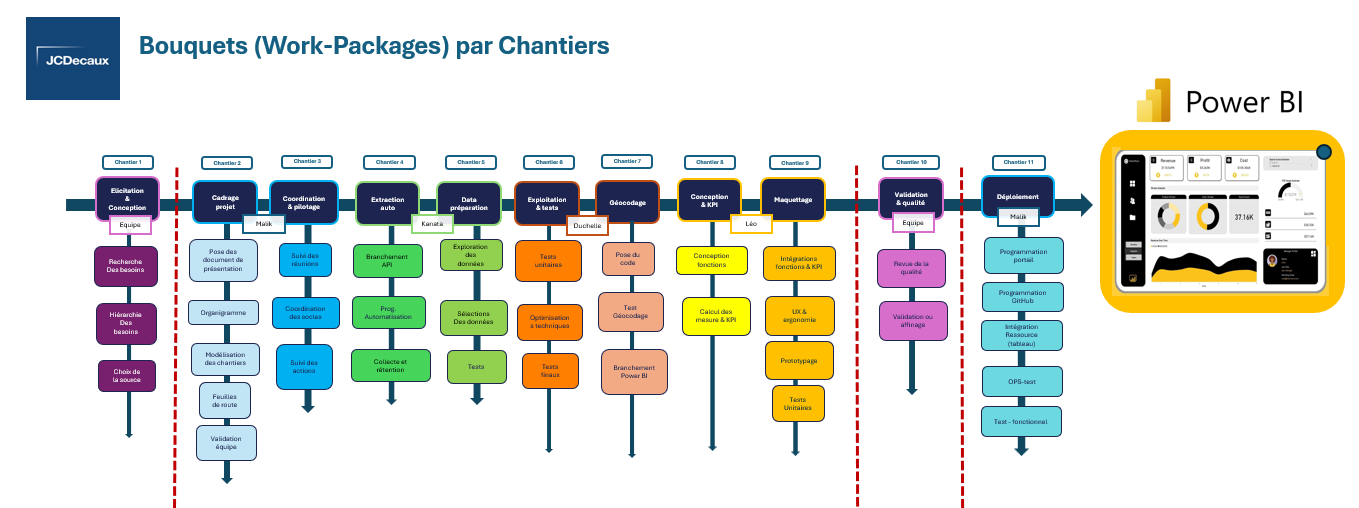 JCDecaux
Bouquets (Work-Packages) par Chantiers
Power BI
Chantier 1
Chantier 2
Chantier 3
Chantier 4
Chantier 5
Chantier 6
Chantier 7
Chantier 8
Chantier 9
Chantier 10
Chantier 11
Elicitation
&
Conception
Cadrage
projet
Coordination
& pilotage
Extraction
auto
Data
préparation
Exploitation
& tests
Géocodage
Conception
& KPI
Maquettage
Validation
& qualité
Déploiement
Equipe
Malik
Kanata
Duchelle
Léo
Equipe
Malik
Recherche
Des besoins
Hiérarchie
Des
besoins
Choix de
la source
Pose des
document de
présentation
Organigramme
Modélisation
des chantiers
Feuilles
de route
Validation
équipe
Suivi des
réunions
Coordination
des socles
Suivi des
actions
Branchement
API
Prog.
Automatisation
Collecte et
rétention
Exploration
des
données
Sélections
Des données
Tests
Tests
unitaires
Optimisation
s techniques
Tests
finaux
Pose du
code
Test
Géocodage
Branchement
Power BI
Conception
fonctions
Calcul des
mesure & KPI
Intégrations
fonctions & KPI
UX &
ergonomie
Prototypage
Tests
Unitaires
Revue de la
qualité
Validation ou
affinage
Programmation
portail
Programmation
GitHub
Intégration
Ressource
(tableau)
OPS-test
Test - fonctionnel
Revenue
Profit
Cost
37.16K